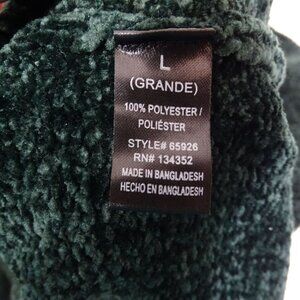 L
(GRANDE)
100% POLYESTER /
POLIÉSTER
STYLE# 65926
RN# 134352
MADE IN BANGLADESH
HECHO EN BANGLADESH